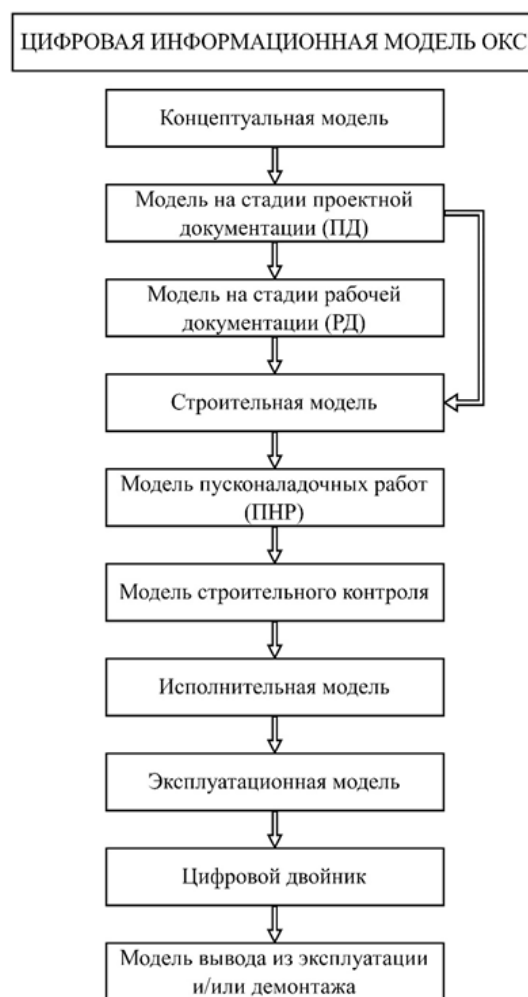 ЦИФРОВАЯ ИНФОРМАЦИОННАЯ МОДЕЛЬ ОКС
Концептуальная модель
Модель на стадии проектной
документации (ПД)
Модель на стадии рабочей
документации (РД)
Строительная модель
Модель пусконаладочных работ
(ПНР)
Модель строительного контроля
Исполнительная модель
Эксплуатационная модель
Цифровой двойник
Модель вывода из эксплуатации
и/или демонтажа